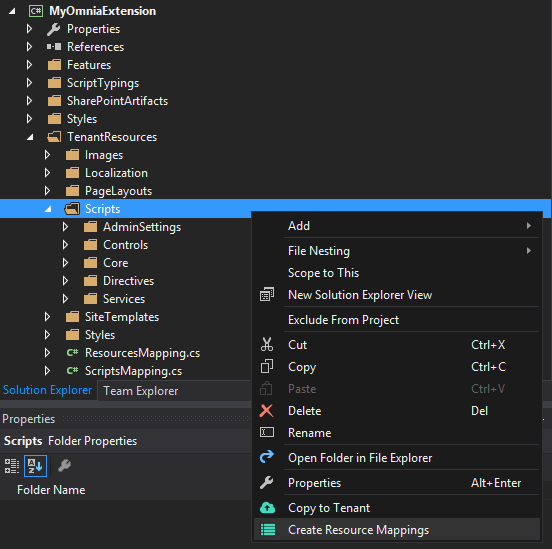 MyOmniaExtension
Properties
References
Features
ScriptTypings
SharePointArtifacts
Styles
TenantResources
Images
Localization
PageLayouts
Scripts
AdminSettings
Controls
Core
Directives
Services
SiteTemplates
Styles
C# ResourcesMapping.cs
C# ScriptsMapping.cs
Solution Explorer Team Explorer
Properties
Scripts Folder Properties
Folder Name
Add
File Nesting
Scope to This
New Solution Explorer View
Exclude From Project
Cut Ctrl+X
Copy Ctrl+C
Paste Ctrl+V
Delete Del
Rename
Open Folder in File Explorer
Properties Alt+Enter
Copy to Tenant
Create Resource Mappings